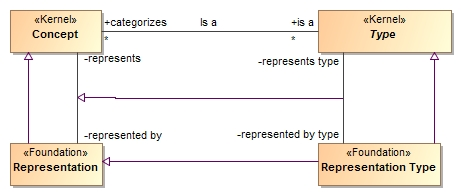 «Kernel»
Concept
+categorizes Is a +is a
* *
«Kernel»
Type
-represents -represents type
-represented by -represented by type
«Foundation»
Representation
«Foundation»
Representation Type